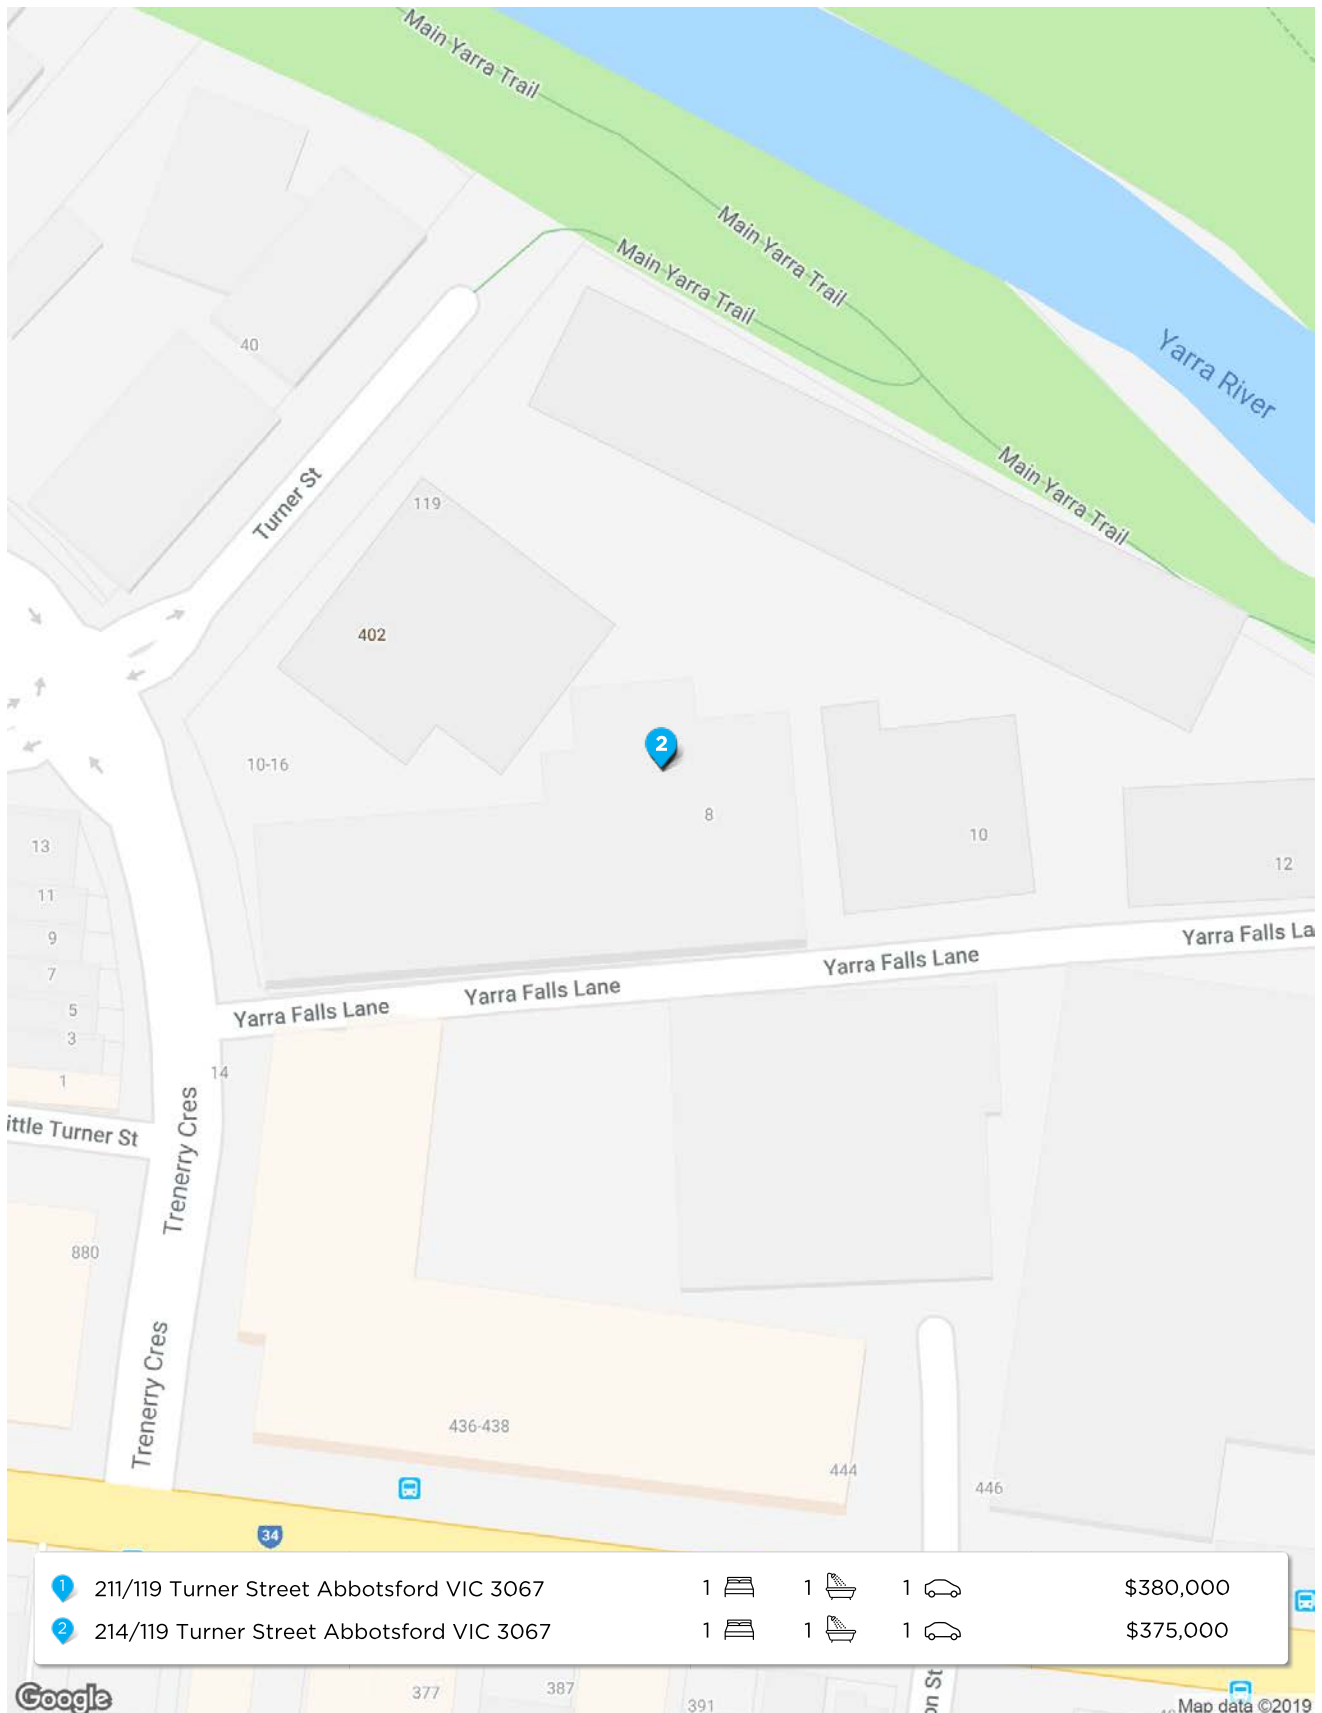 Main Yarra Trail
Main Yarra Trail
Main Yarra Trail
Yarra River
40
Main Yarra Trail
Turner St
119
402
2
10-16
8
10
12
13
11
9
7
5
3
1
Yarra Falls La
Yarra Falls Lane
Yarra Falls Lane
Yarra Falls Lane
14
ittle Turner St
Trenerry Cres
880
Trenerry Cres
436-438
444
446
34
1 211/119 Turner Street Abbotsford VIC 3067 1 1 1 $380,000
2 214/119 Turner Street Abbotsford VIC 3067 1 1 1 $375,000
on St
377
387
391
Google
Map data ©2019